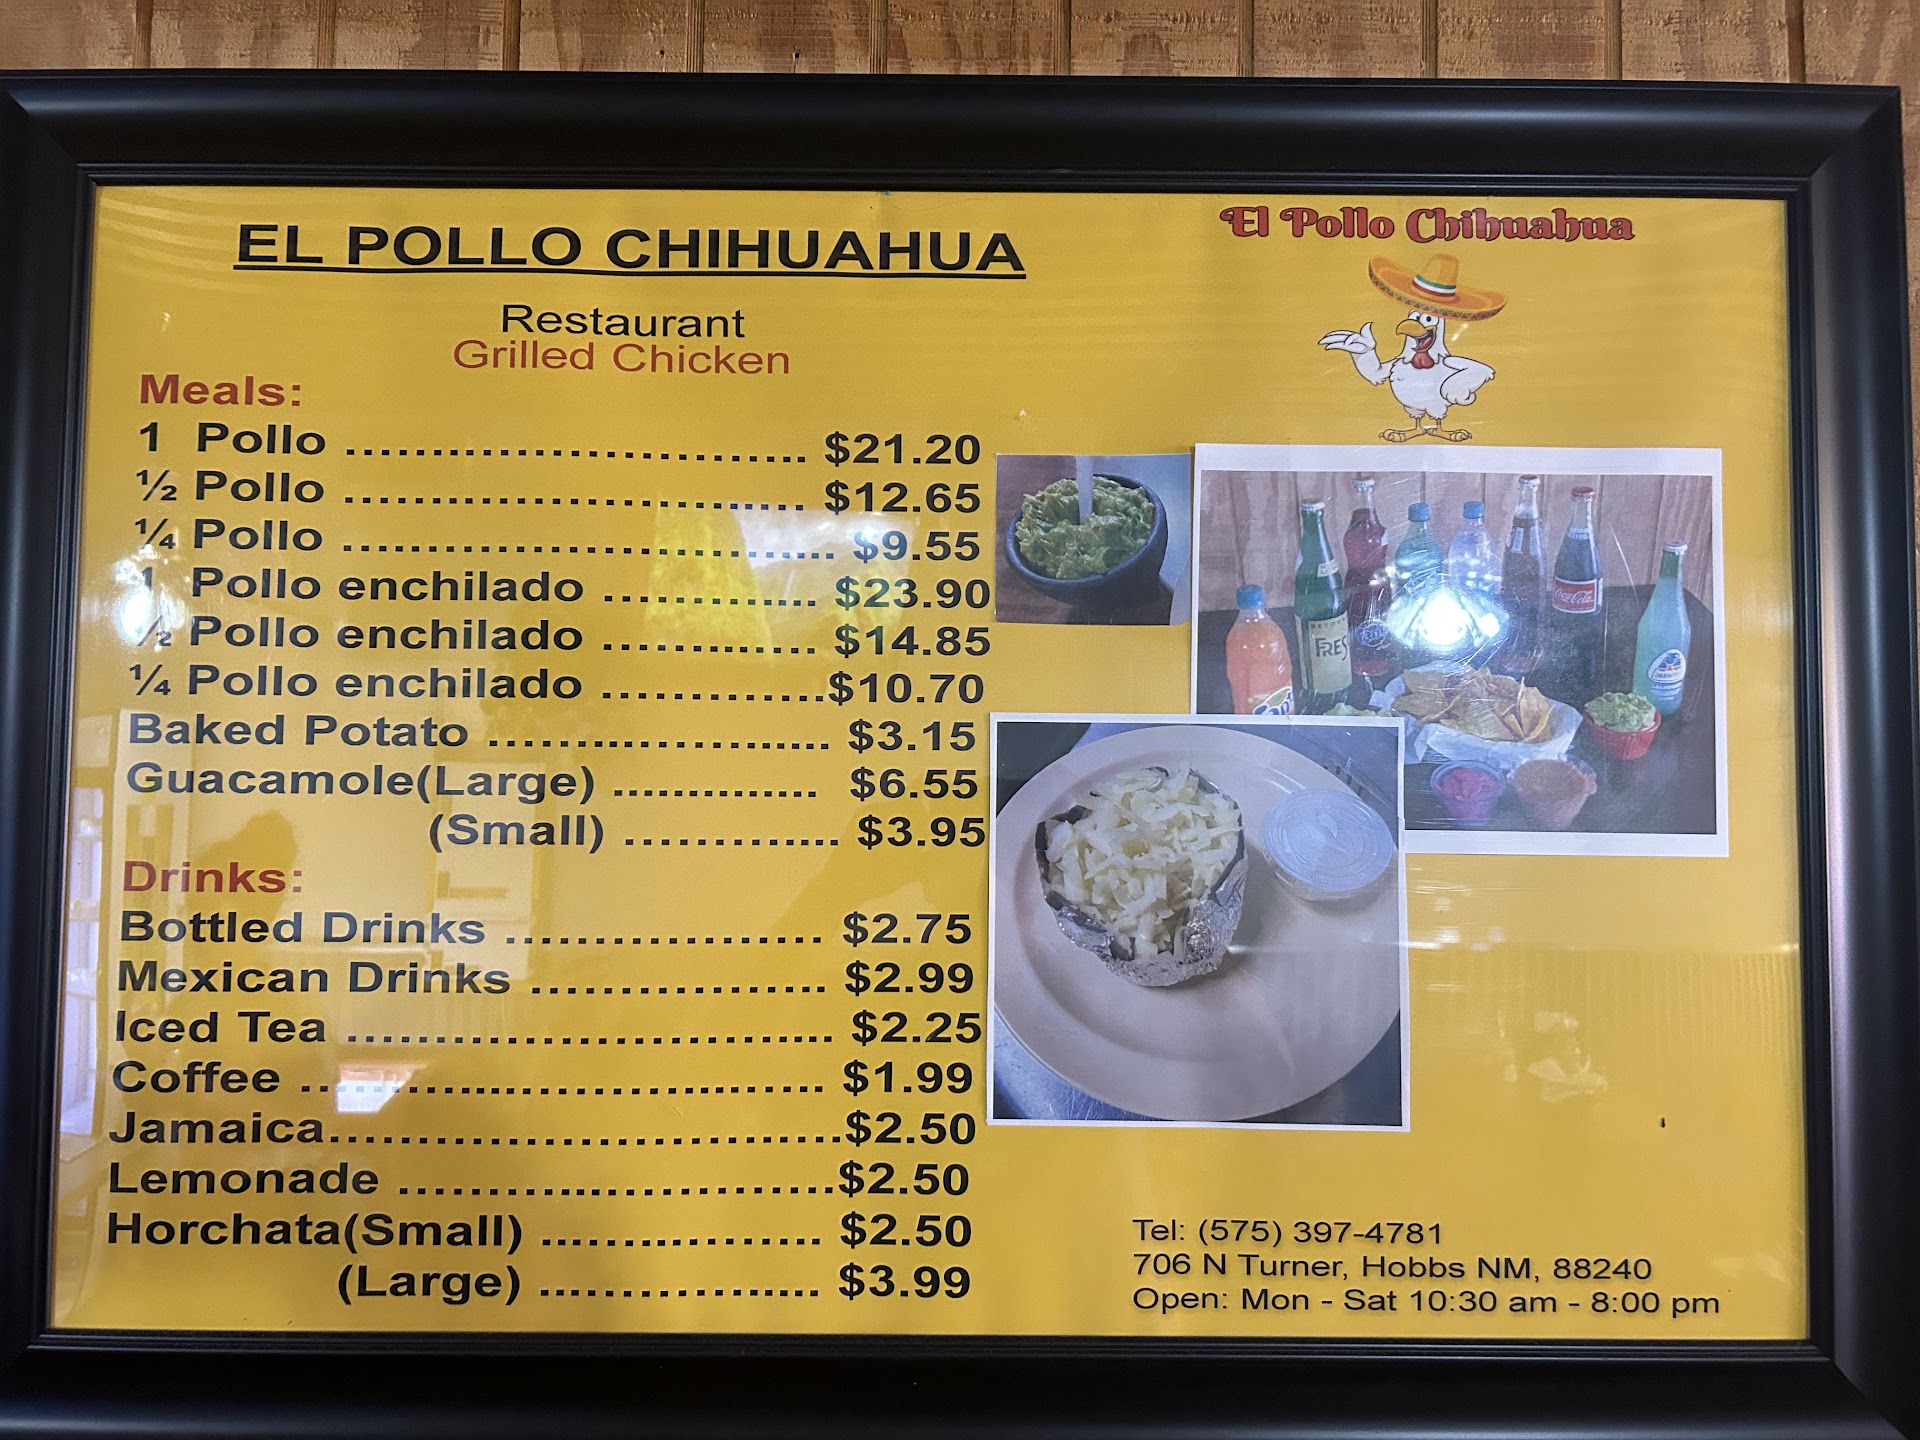 EL POLLO CHIHUAHUA
Restaurant
Grilled Chicken
Meals:
1 Pollo ........................... $21.20
½ Pollo ........................... $12.65
¼ Pollo ............................. $9.55
1 Pollo enchilado ............. $23.90
½ Pollo enchilado ............. $14.85
¼ Pollo enchilado .............$10.70
Baked Potato .................... $3.15
Guacamole(Large) .............. $6.55
(Small) ............. $3.95
Drinks:
Bottled Drinks .................. $2.75
Mexican Drinks ................. $2.99
Iced Tea ............................ $2.25
Coffee .............................. $1.99
Jamaica..............................$2.50
Lemonade .........................$2.50
Horchata(Small) ................ $2.50
(Large) ................ $3.99
El Pollo Chihuahua
FRES
Coca-Cola
Tel: (575) 397-4781
706 N Turner, Hobbs NM, 88240
Open: Mon - Sat 10:30 am - 8:00 pm